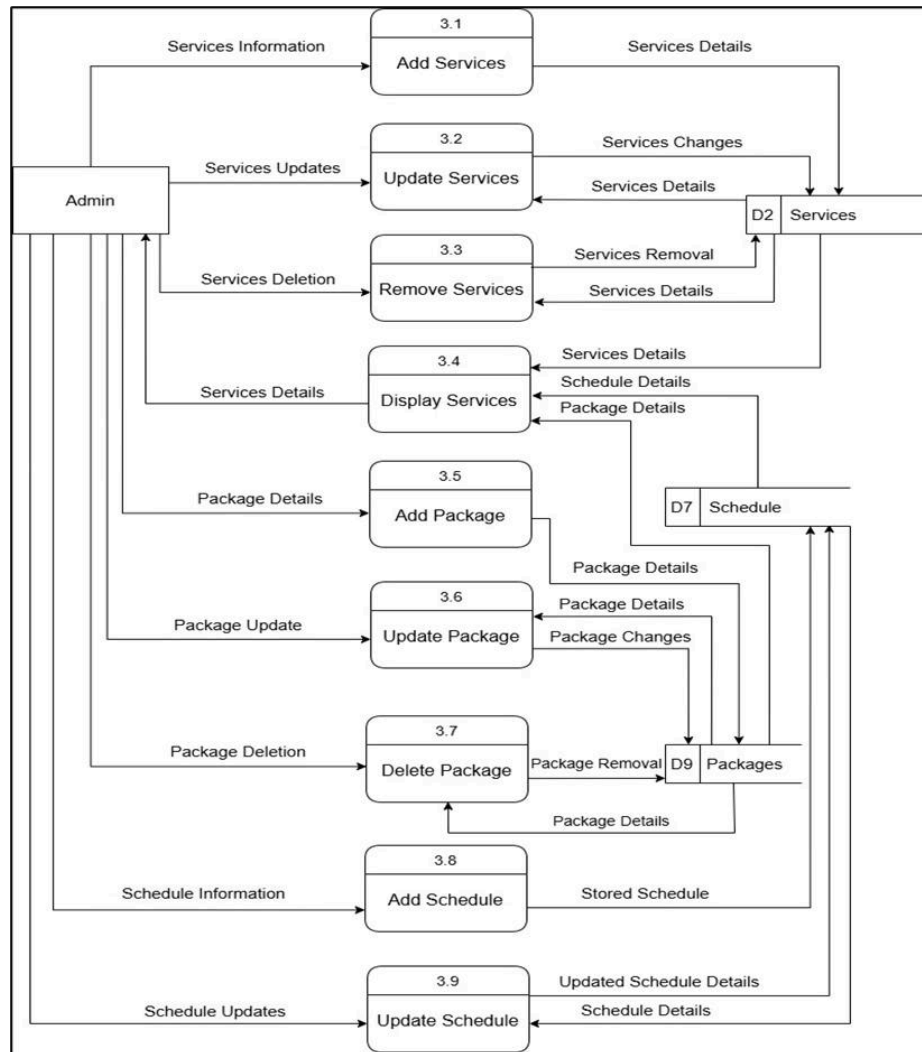 3.1
Services Information
Services Details
Add Services
3.2
Services Changes
Services Updates
Update Services
Services Details
Admin
D2 Services
3.3
Services Removal
Services Deletion
Remove Services
Services Details
3.4
Services Details
Schedule Details
Services Details
Display Services
Package Details
3.5
Package Details
D7 Schedule
Add Package
Package Details
3.6
Package Details
Package Update
Update Package
Package Changes
3.7
Package Deletion
Delete Package
Package Removal
D9 Packages
Package Details
3.8
Schedule Information
Add Schedule
Stored Schedule
3.9
Updated Schedule Details
Schedule Updates
Update Schedule
Schedule Details